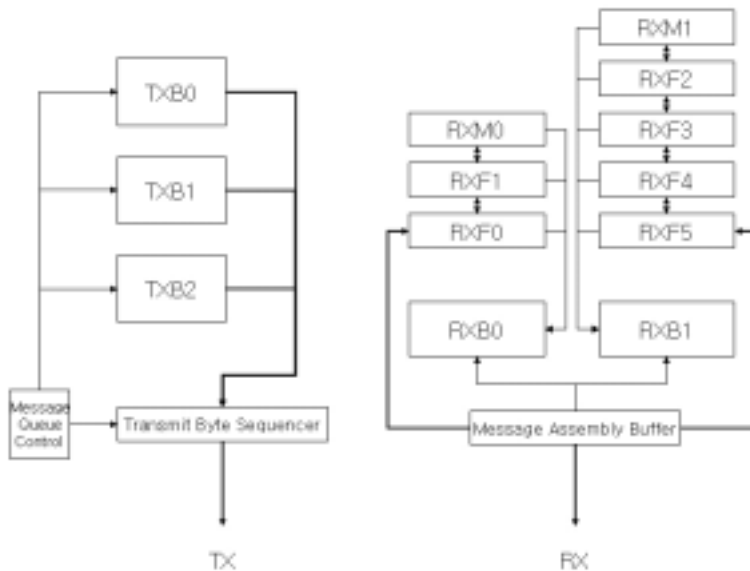 TXB0
TXB1
TXB2
Message
Queue
Control
Transmit Byte Sequencer
TX
RXM1
RXF2
RXM0
RXF3
RXF1
RXF4
RXF0
RXF5
RXB0
RXB1
Message Assembly Buffer
RX